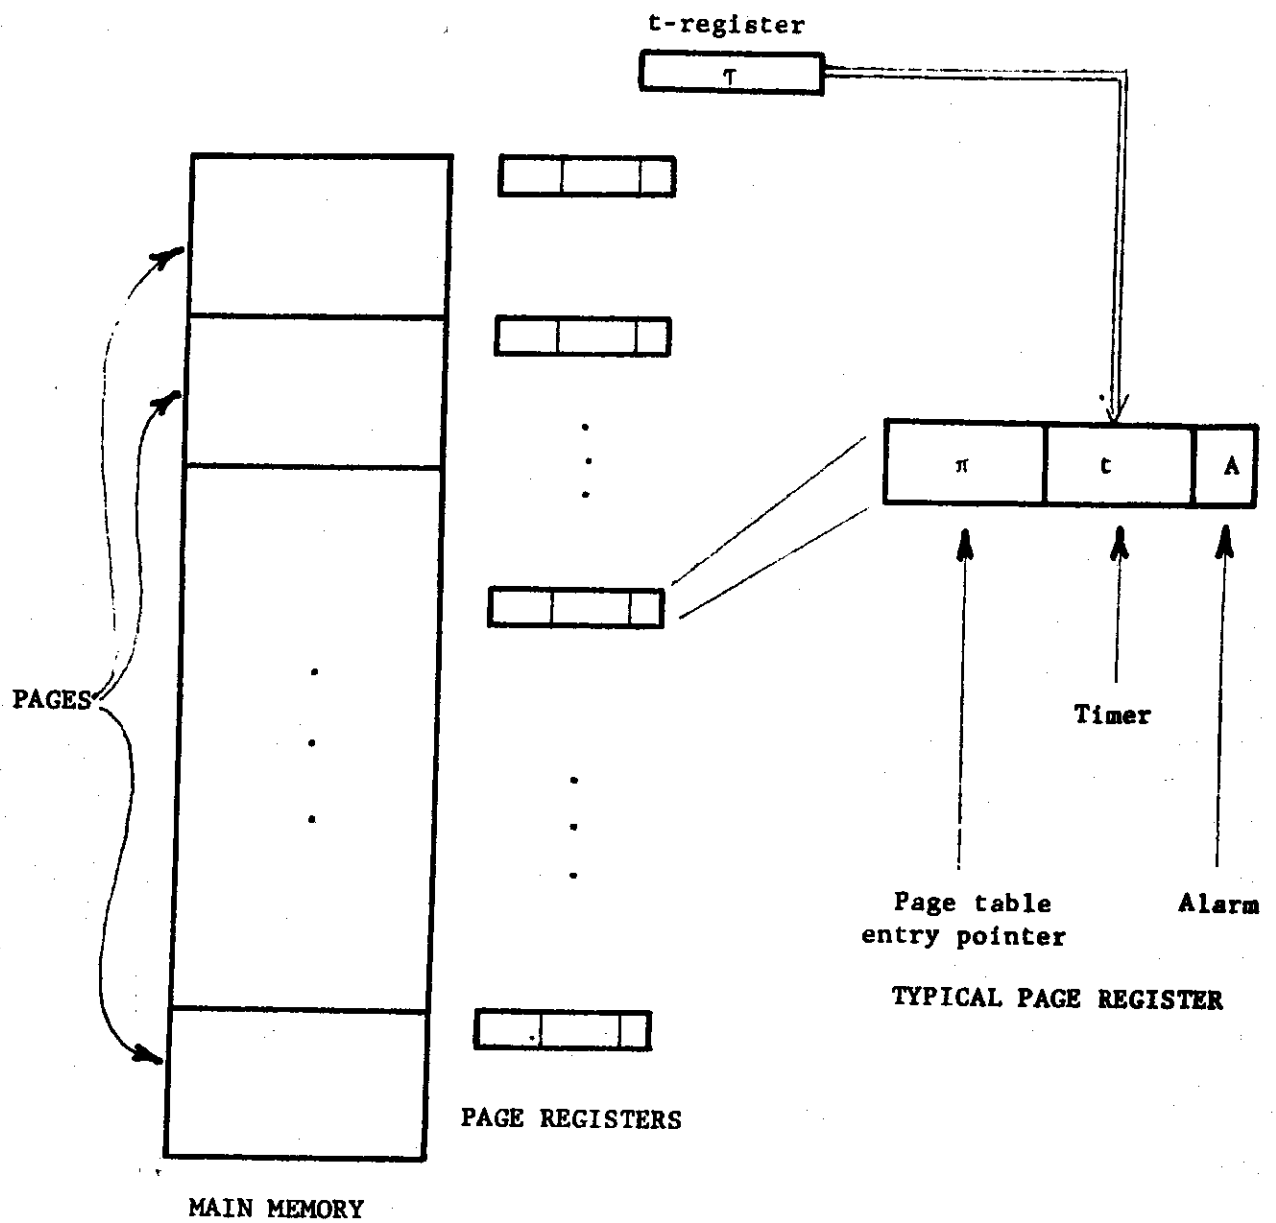 t-register
τ
π t A
PAGES
Timer
Page table
entry pointer
Alarm
TYPICAL PAGE REGISTER
PAGE REGISTERS
MAIN MEMORY